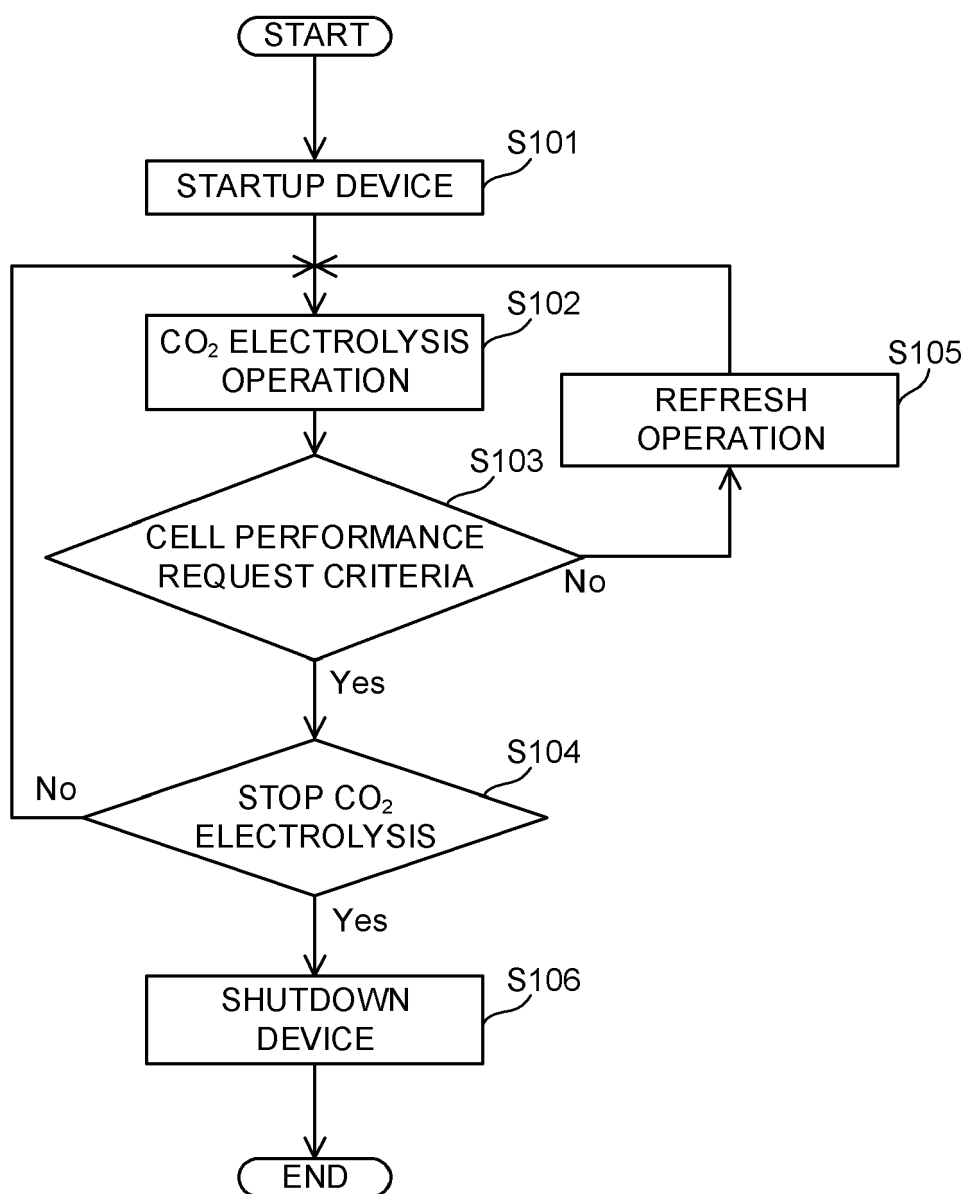 START
S101
STARTUP DEVICE
S102
CO₂ ELECTROLYSIS
OPERATION
S105
REFRESH
OPERATION
S103
CELL PERFORMANCE
REQUEST CRITERIA
No
Yes
S104
No
STOP CO₂
ELECTROLYSIS
Yes
S106
SHUTDOWN
DEVICE
END